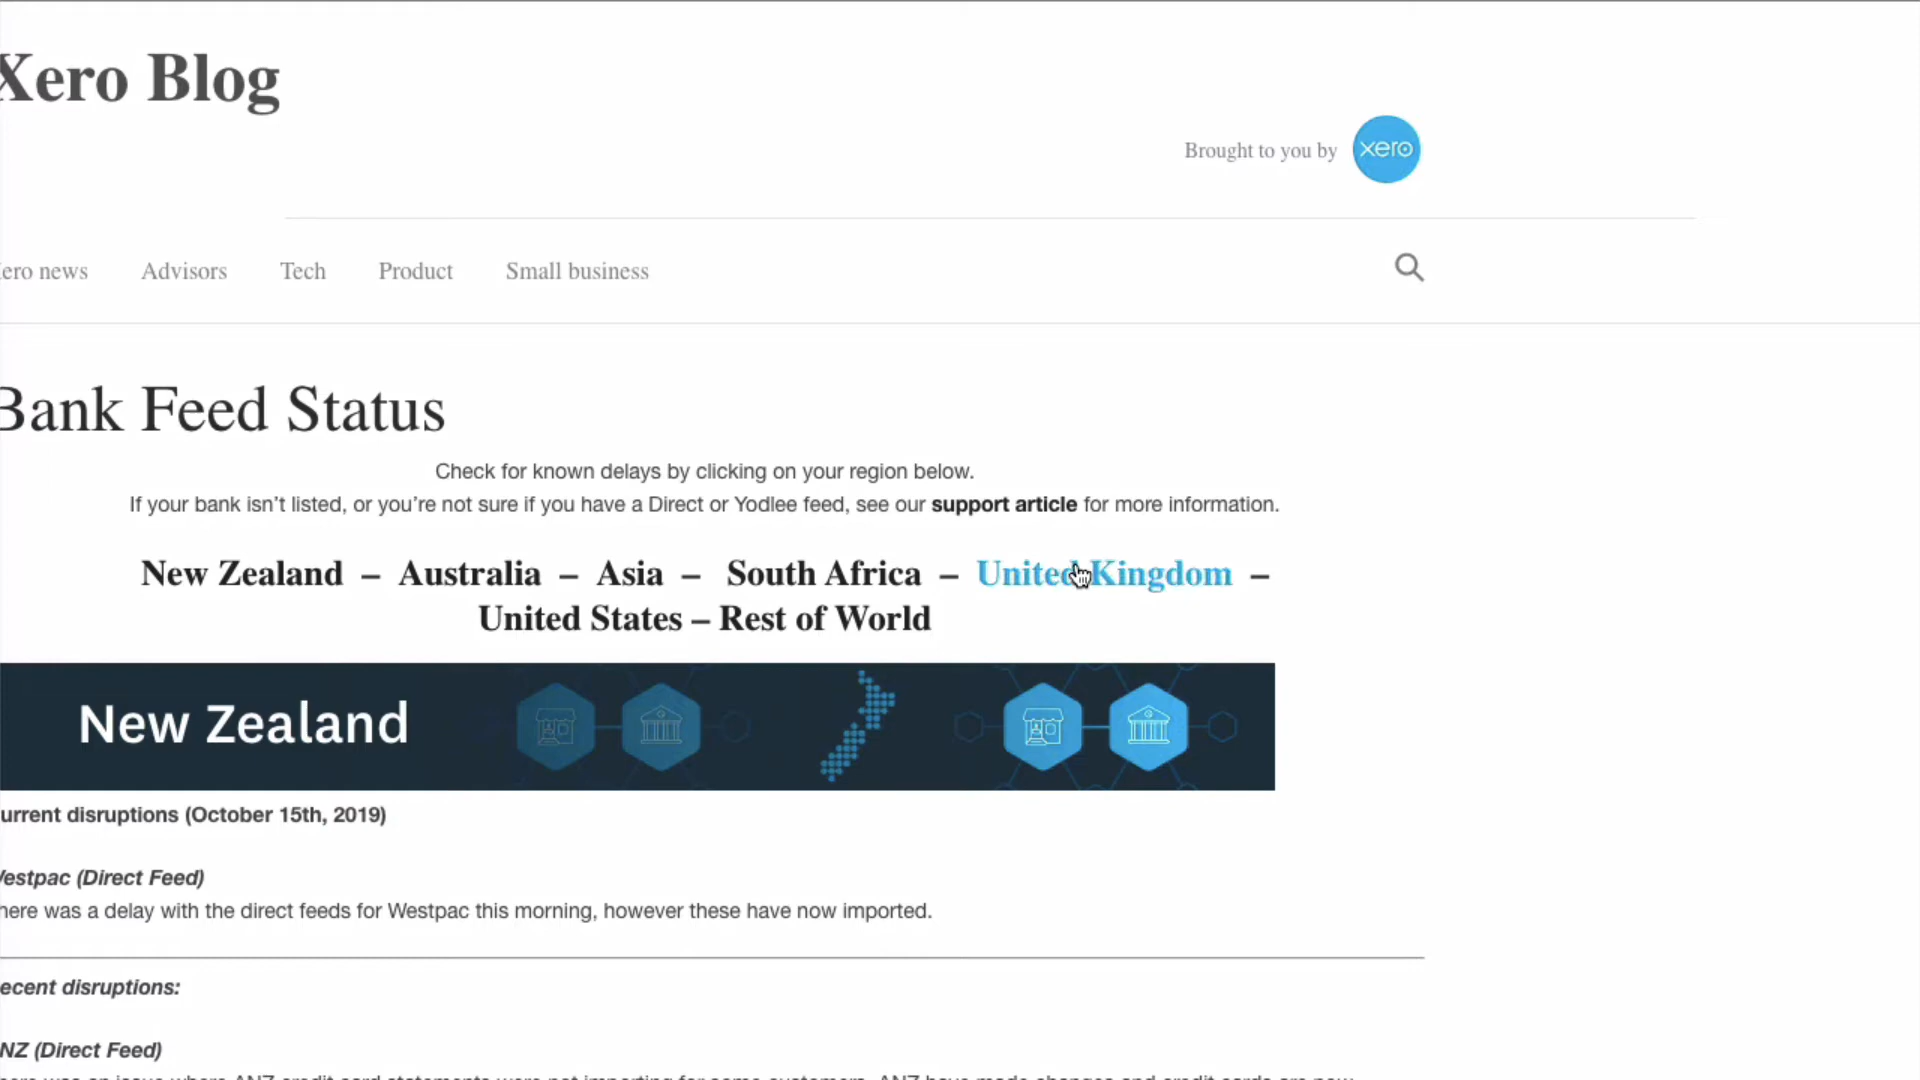 Xero Blog
Brought to you by xero
ero news Advisors Tech Product Small business
Bank Feed Status
Check for known delays by clicking on your region below.
If your bank isn't listed, or you're not sure if you have a Direct or Yodlee feed, see our support article for more information.
New Zealand – Australia – Asia – South Africa – United Kingdom –
United States – Rest of World
New Zealand
urrent disruptions (October 15th, 2019)
Westpac (Direct Feed)
here was a delay with the direct feeds for Westpac this morning, however these have now imported.
ecent disruptions:
NZ (Direct Feed)